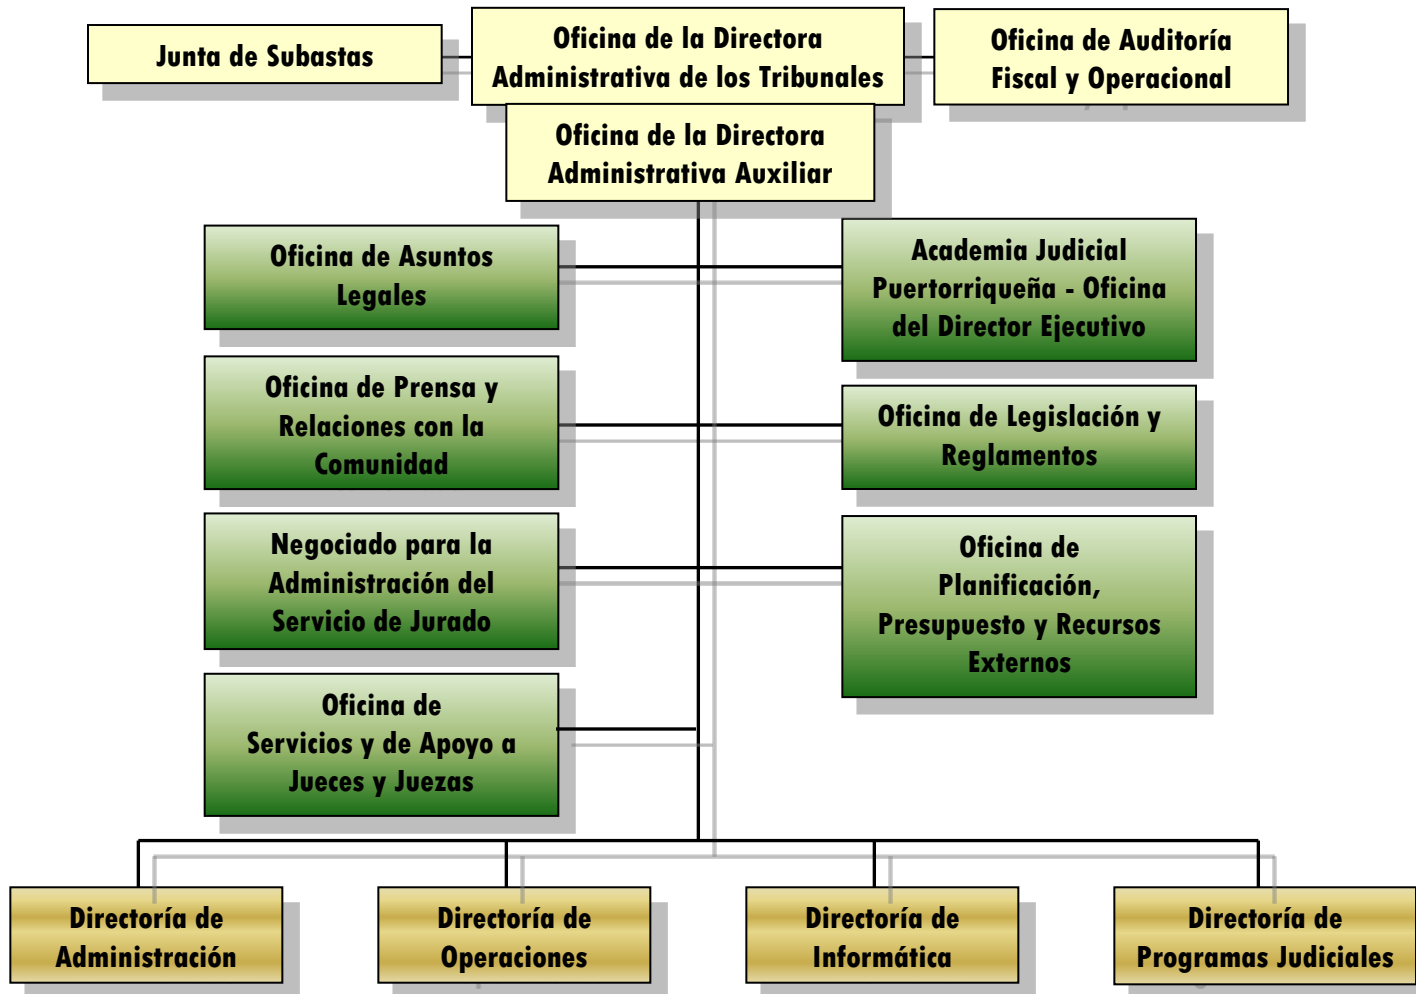 Junta de Subastas
Oficina de la Directora
Administrativa de los Tribunales
Oficina de Auditoría
Fiscal y Operacional
Oficina de la Directora
Administrativa Auxiliar
Oficina de Asuntos
Legales
Academia Judicial
Puertorriqueña - Oficina
del Director Ejecutivo
Oficina de Prensa y
Relaciones con la
Comunidad
Oficina de Legislación y
Reglamentos
Negociado para la
Administración del
Servicio de Jurado
Oficina de
Planificación,
Presupuesto y Recursos
Externos
Oficina de
Servicios y de Apoyo a
Jueces y Juezas
Directoría de
Administración
Directoría de
Operaciones
Directoría de
Informática
Directoría de
Programas Judiciales